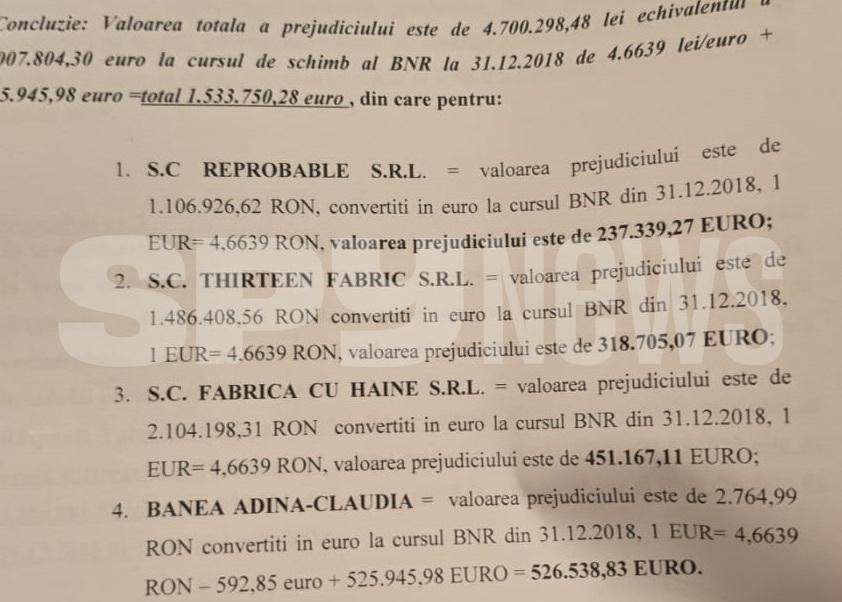 Concluzie: Valoarea totala a prejudiciului este de 4.700.298,48 lei echivalentul a
007.804,30 euro la cursul de schimb al BNR la 31.12.2018 de 4.6639 lei/euro +
5.945,98 euro =total 1.533.750,28 euro , din care pentru:
1. S.C REPROBABLE S.R.L. = valoarea prejudiciului este de
1.106.926,62 RON, convertiti in euro la cursul BNR din 31.12.2018, 1
EUR= 4,6639 RON, valoarea prejudiciului este de 237.339,27 EURO;
2. S.C. THIRTEEN FABRIC S.R.L. = valoarea prejudiciului este de
1.486.408,56 RON convertiti in euro la cursul BNR din 31.12.2018,
1 EUR= 4,6639 RON, valoarea prejudiciului este de 318.705,07 EURO;
3. S.C. FABRICA CU HAINE S.R.L. = valoarea prejudiciului este de
2.104.198,31 RON convertiti in euro la cursul BNR din 31.12.2018, 1
EUR= 4,6639 RON, valoarea prejudiciului este de 451.167,11 EURO;
4. BANEA ADINA-CLAUDIA = valoarea prejudiciului este de 2.764,99
RON convertiti in euro la cursul BNR din 31.12.2018, 1 EUR= 4,6639
RON – 592,85 euro + 525.945,98 EURO = 526.538,83 EURO.
SPYNEWS